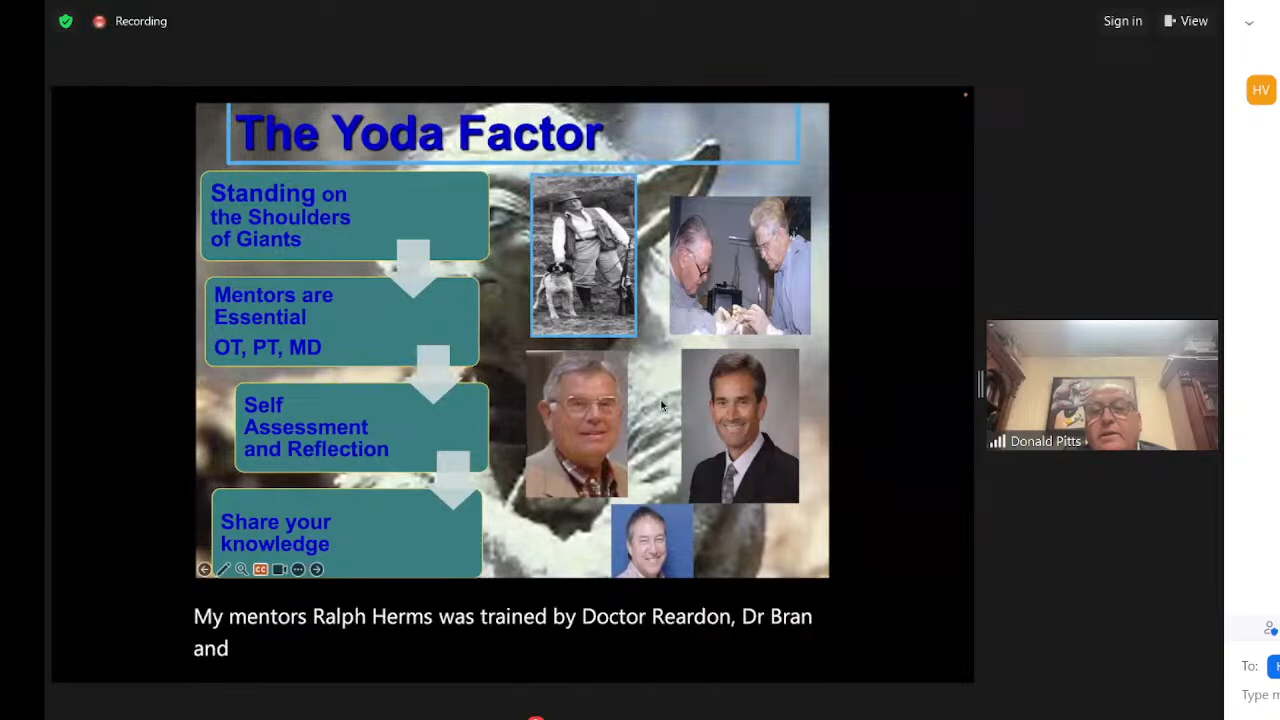 Recording
Sign in
View
HV
The Yoda Factor
Standing on
the Shoulders
of Giants
Mentors are
Essential
OT, PT, MD
Self
Assessment
and Reflection
Share your
knowledge
CC
Donald Pitts
My mentors Ralph Herms was trained by Doctor Reardon, Dr Bran
and
To:
Type